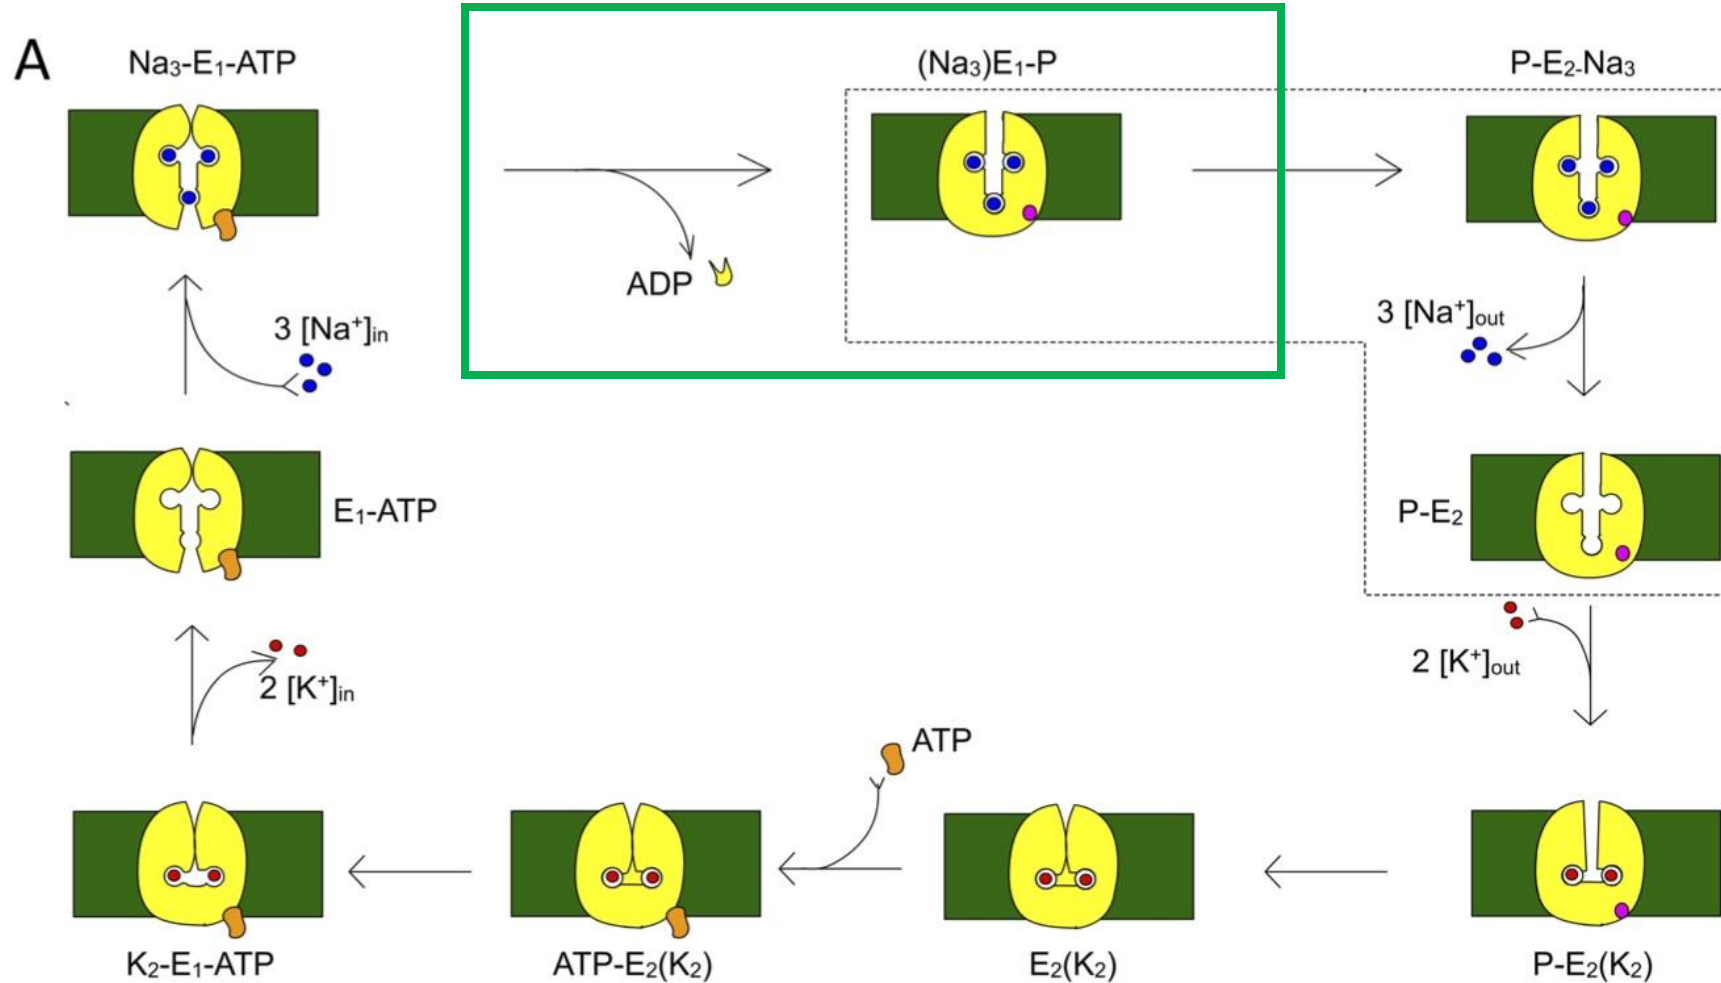 A
Na₃-E₁-ATP
(Na₃)E₁-P
P-E₂-Na₃
ADP
3 [Na⁺]in
3 [Na⁺]out
E₁-ATP
P-E₂
2 [K⁺]in
2 [K⁺]out
ATP
K₂-E₁-ATP
ATP-E₂(K₂)
E₂(K₂)
P-E₂(K₂)